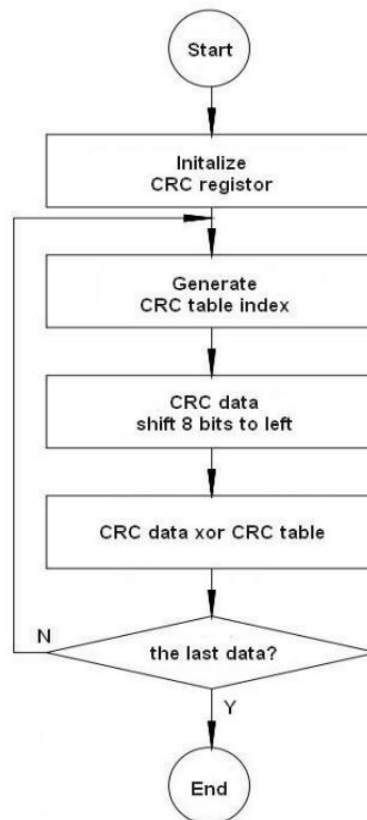 Start
Initalize
CRC registor
Generate
CRC table index
CRC data
shift 8 bits to left
CRC data xor CRC table
N
the last data?
Y
End